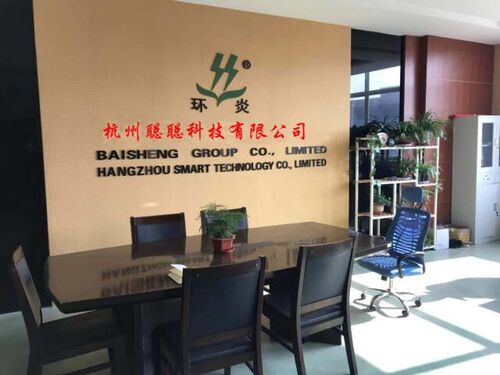 ®
环 炎
杭州聪聪科技有限公司
BAISHENG GROUP CO., LIMITED
HANGZHOU SMART TECHNOLOGY CO., LIMITED